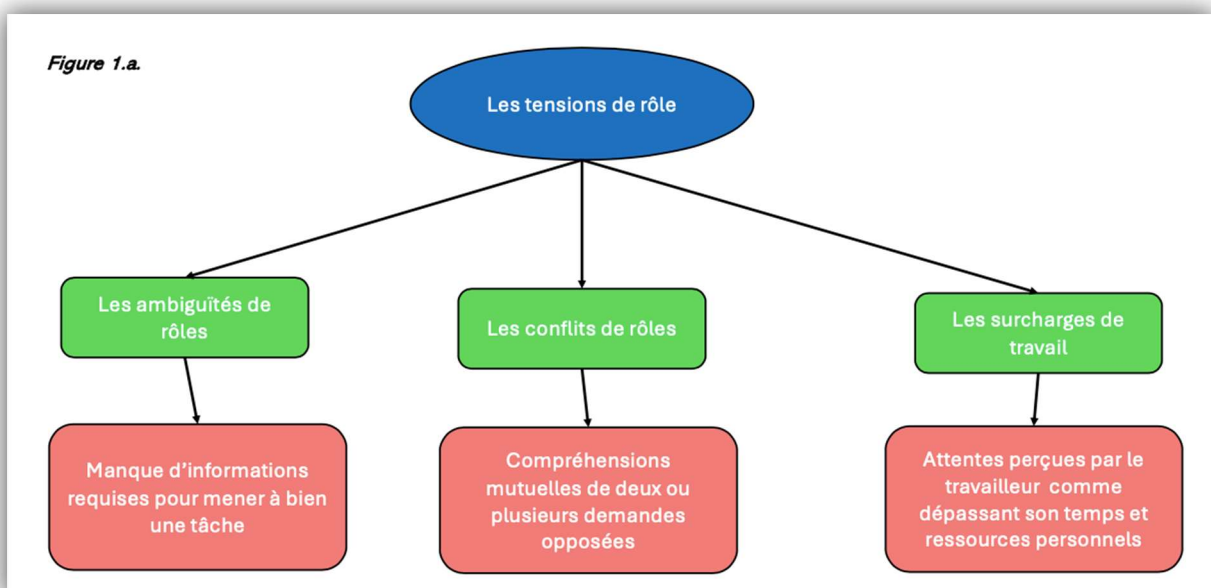 Figure 1.a.
Les tensions de rôle
Les ambiguïtés de
rôles
Les conflits de rôles
Les surcharges de
travail
Manque d'informations
requises pour mener à bien
une tâche
Compréhensions
mutuelles de deux ou
plusieurs demandes
opposées
Attentes perçues par le
travailleur comme
dépassant son temps et
ressources personnels